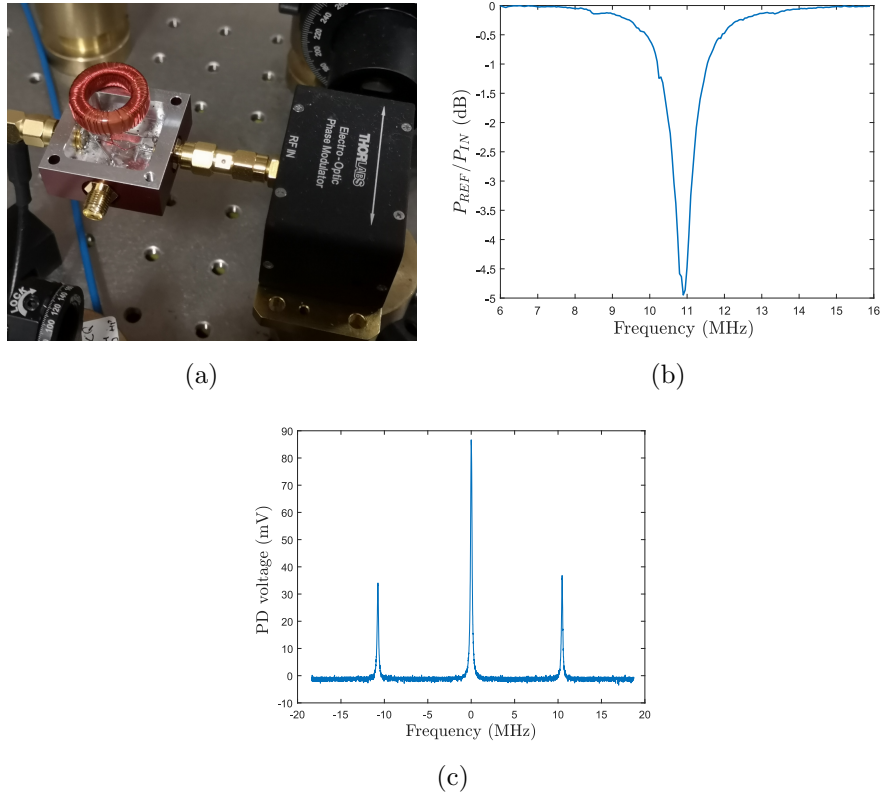 THORLABS
Electro-Optic
Phase Modulator
RF IN
(a)
0
-0.5
-1
-1.5
-2
-2.5
-3
-3.5
-4
-4.5
-5
6 7 8 9 10 11 12 13 14 15 16
P_REF/P_IN (dB)
Frequency (MHz)
(b)
90
80
70
60
50
40
30
20
10
0
-10
-20 -15 -10 -5 0 5 10 15 20
PD voltage (mV)
Frequency (MHz)
(c)